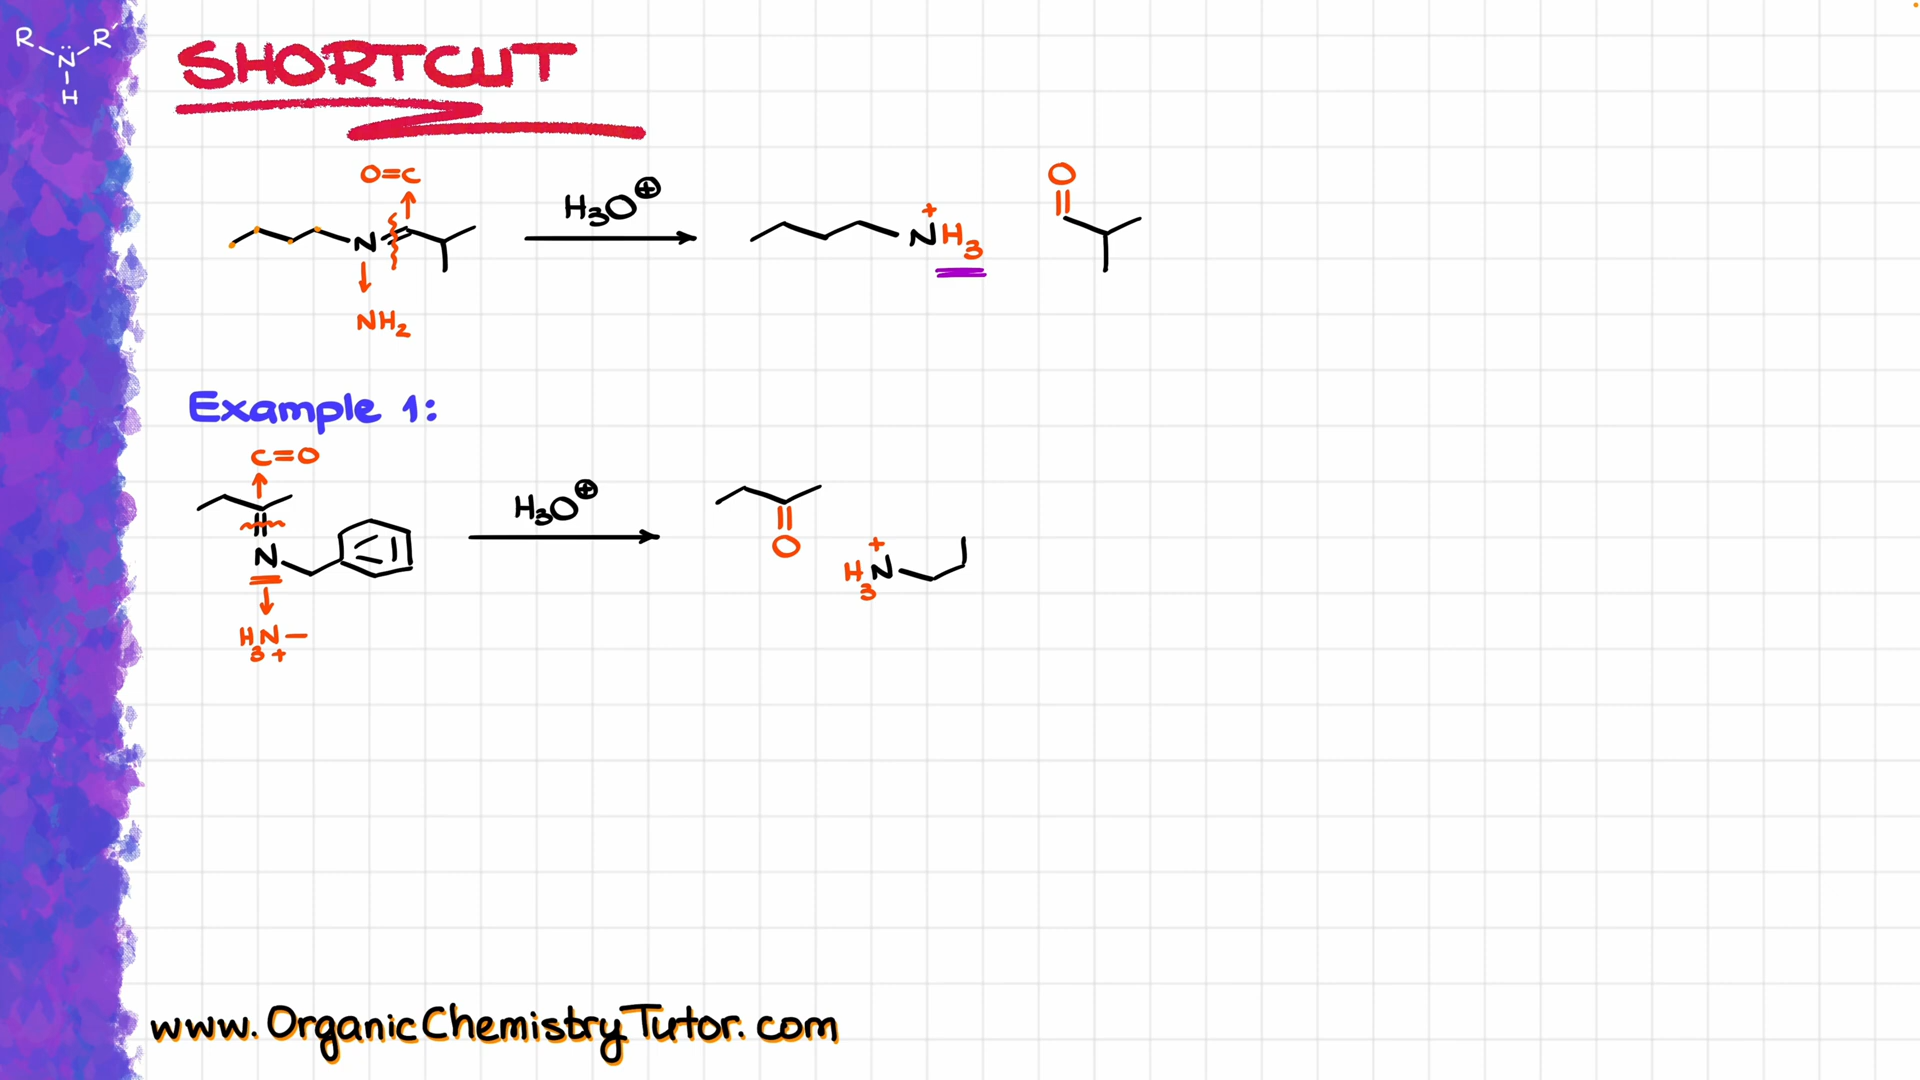 R N̈ R'
H
SHORTCUT
O=C
H₃O⊕
N
NH₂
NH₃
+
O
Example 1:
C=O
H₃O⊕
N
H₃N–
+
O
H₃N
+
www.OrganicChemistryTutor.com